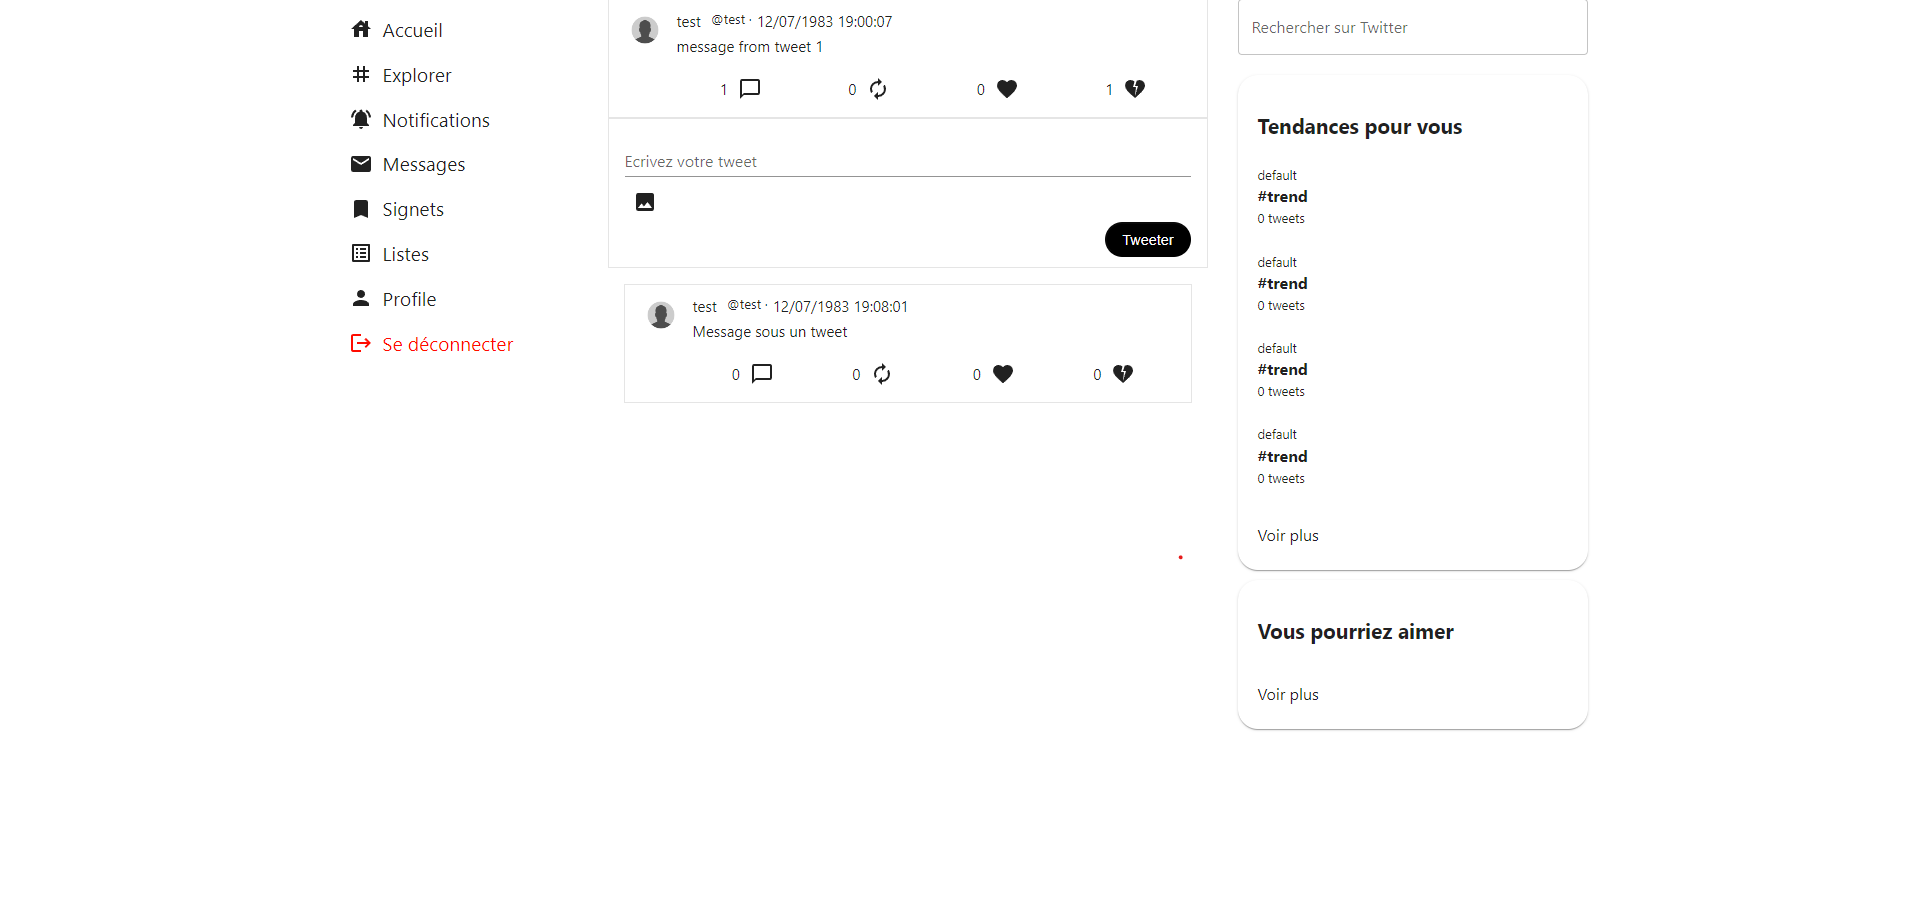 Accueil
Explorer
Notifications
Messages
Signets
Listes
Profile
Se déconnecter
test @test · 12/07/1983 19:00:07
message from tweet 1
1 0 0 1
Ecrivez votre tweet
Tweeter
test @test · 12/07/1983 19:08:01
Message sous un tweet
0 0 0 0
Rechercher sur Twitter
Tendances pour vous
default
#trend
0 tweets
default
#trend
0 tweets
default
#trend
0 tweets
default
#trend
0 tweets
Voir plus
Vous pourriez aimer
Voir plus